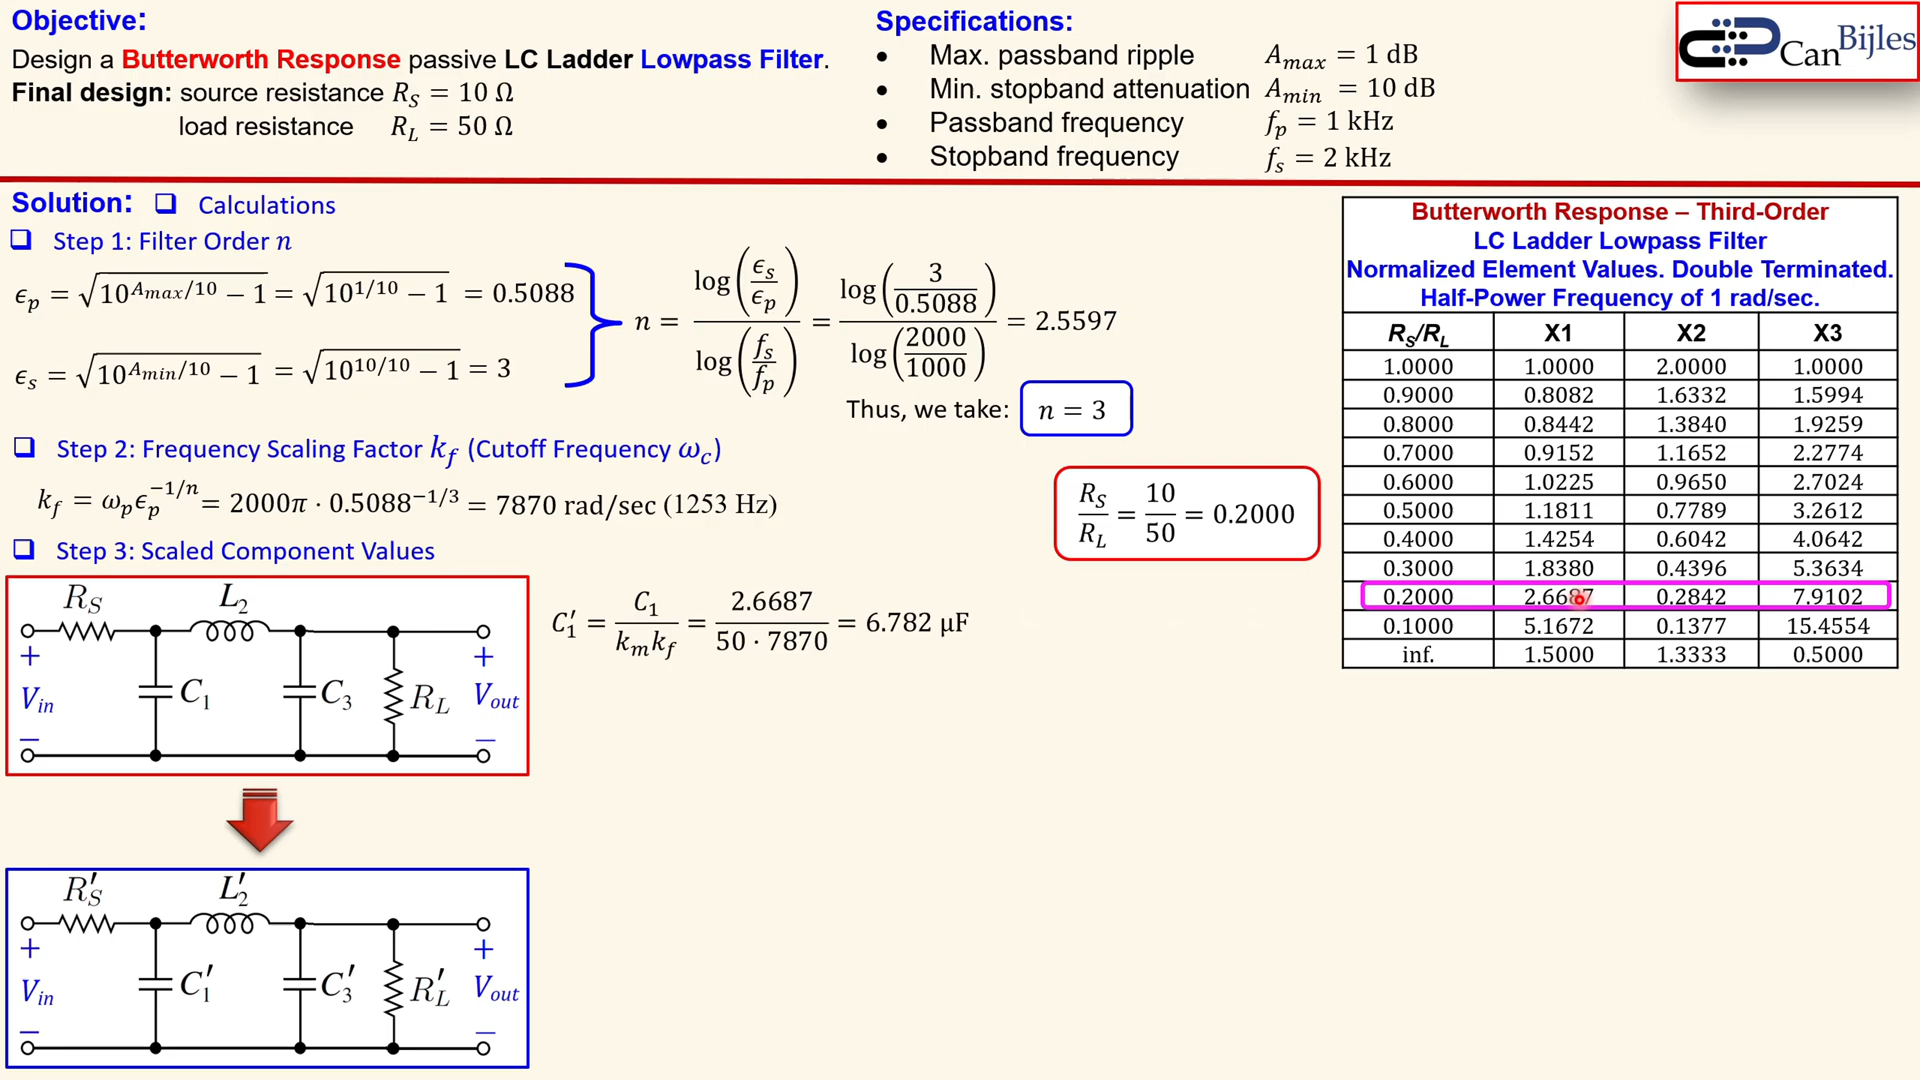 Objective:
Design a Butterworth Response passive LC Ladder Lowpass Filter.
Final design: source resistance R_S = 10 Ω
load resistance R_L = 50 Ω
Specifications:
• Max. passband ripple A_max = 1 dB
• Min. stopband attenuation A_min = 10 dB
• Passband frequency f_p = 1 kHz
• Stopband frequency f_s = 2 kHz
Can Bijles
Solution: ❑ Calculations
❑ Step 1: Filter Order n
ϵ_p = √(10^(A_max/10) − 1) = √(10^(1/10) − 1) = 0.5088
ϵ_s = √(10^(A_min/10) − 1) = √(10^(10/10) − 1) = 3
n = log(ϵ_s/ϵ_p) / log(f_s/f_p) = log(3/0.5088) / log(2000/1000) = 2.5597
Thus, we take: n = 3
❑ Step 2: Frequency Scaling Factor k_f (Cutoff Frequency ω_c)
k_f = ω_p ϵ_p^(−1/n) = 2000π · 0.5088^(−1/3) = 7870 rad/sec (1253 Hz)
R_S/R_L = 10/50 = 0.2000
❑ Step 3: Scaled Component Values
R_S L_2
+ +
V_in C_1 C_3 R_L V_out
− −
C_1′ = C_1/(k_m k_f) = 2.6687/(50 · 7870) = 6.782 μF
R_S′ L_2′
+ +
V_in C_1′ C_3′ R_L′ V_out
− −
Butterworth Response – Third-Order
LC Ladder Lowpass Filter
Normalized Element Values. Double Terminated.
Half-Power Frequency of 1 rad/sec.
R_S/R_L X1 X2 X3
1.0000 1.0000 2.0000 1.0000
0.9000 0.8082 1.6332 1.5994
0.8000 0.8442 1.3840 1.9259
0.7000 0.9152 1.1652 2.2774
0.6000 1.0225 0.9650 2.7024
0.5000 1.1811 0.7789 3.2612
0.4000 1.4254 0.6042 4.0642
0.3000 1.8380 0.4396 5.3634
0.2000 2.6687 0.2842 7.9102
0.1000 5.1672 0.1377 15.4554
inf. 1.5000 1.3333 0.5000